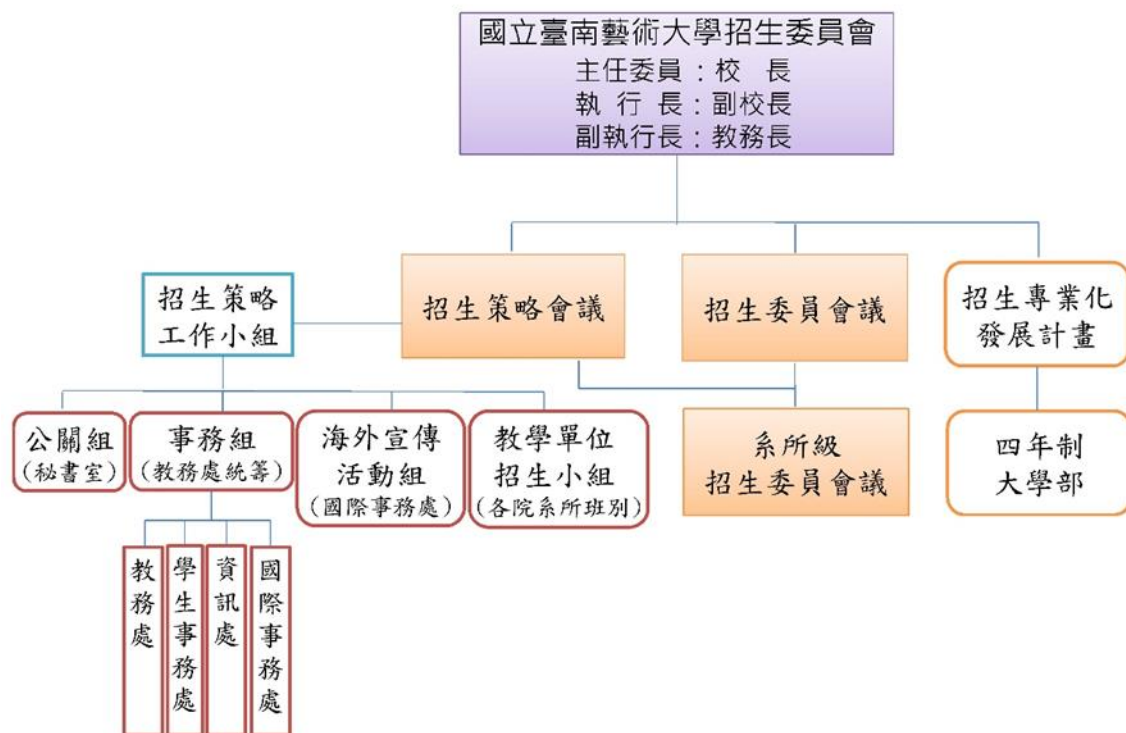 國立臺南藝術大學招生委員會
主任委員：校 長
執 行 長：副校長
副執行長：教務長
招生策略
工作小組
招生策略會議
招生委員會議
招生專業化
發展計畫
公關組
(秘書室)
事務組
(教務處統籌)
海外宣傳
活動組
(國際事務處)
教學單位
招生小組
(各院系所班別)
系所級
招生委員會議
四年制
大學部
教務處
學生事務處
資訊處
國際事務處